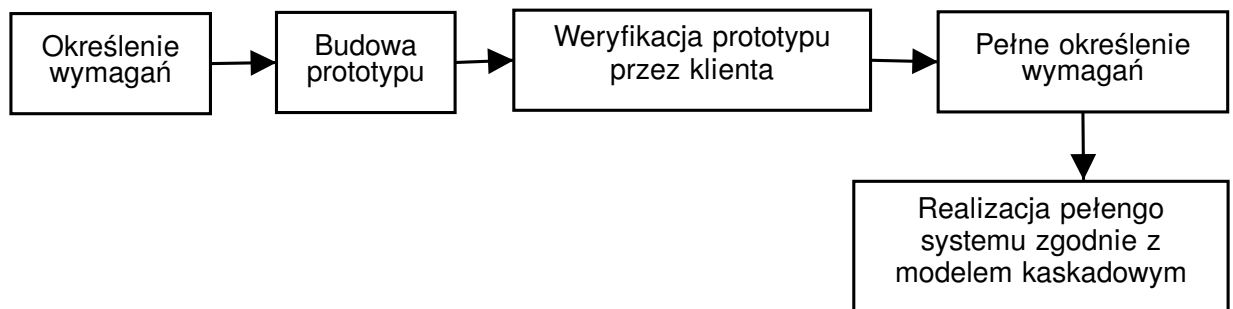 Określenie
wymagań
Budowa
prototypu
Weryfikacja prototypu
przez klienta
Pełne określenie
wymagań
Realizacja pełengo
systemu zgodnie z
modelem kaskadowym